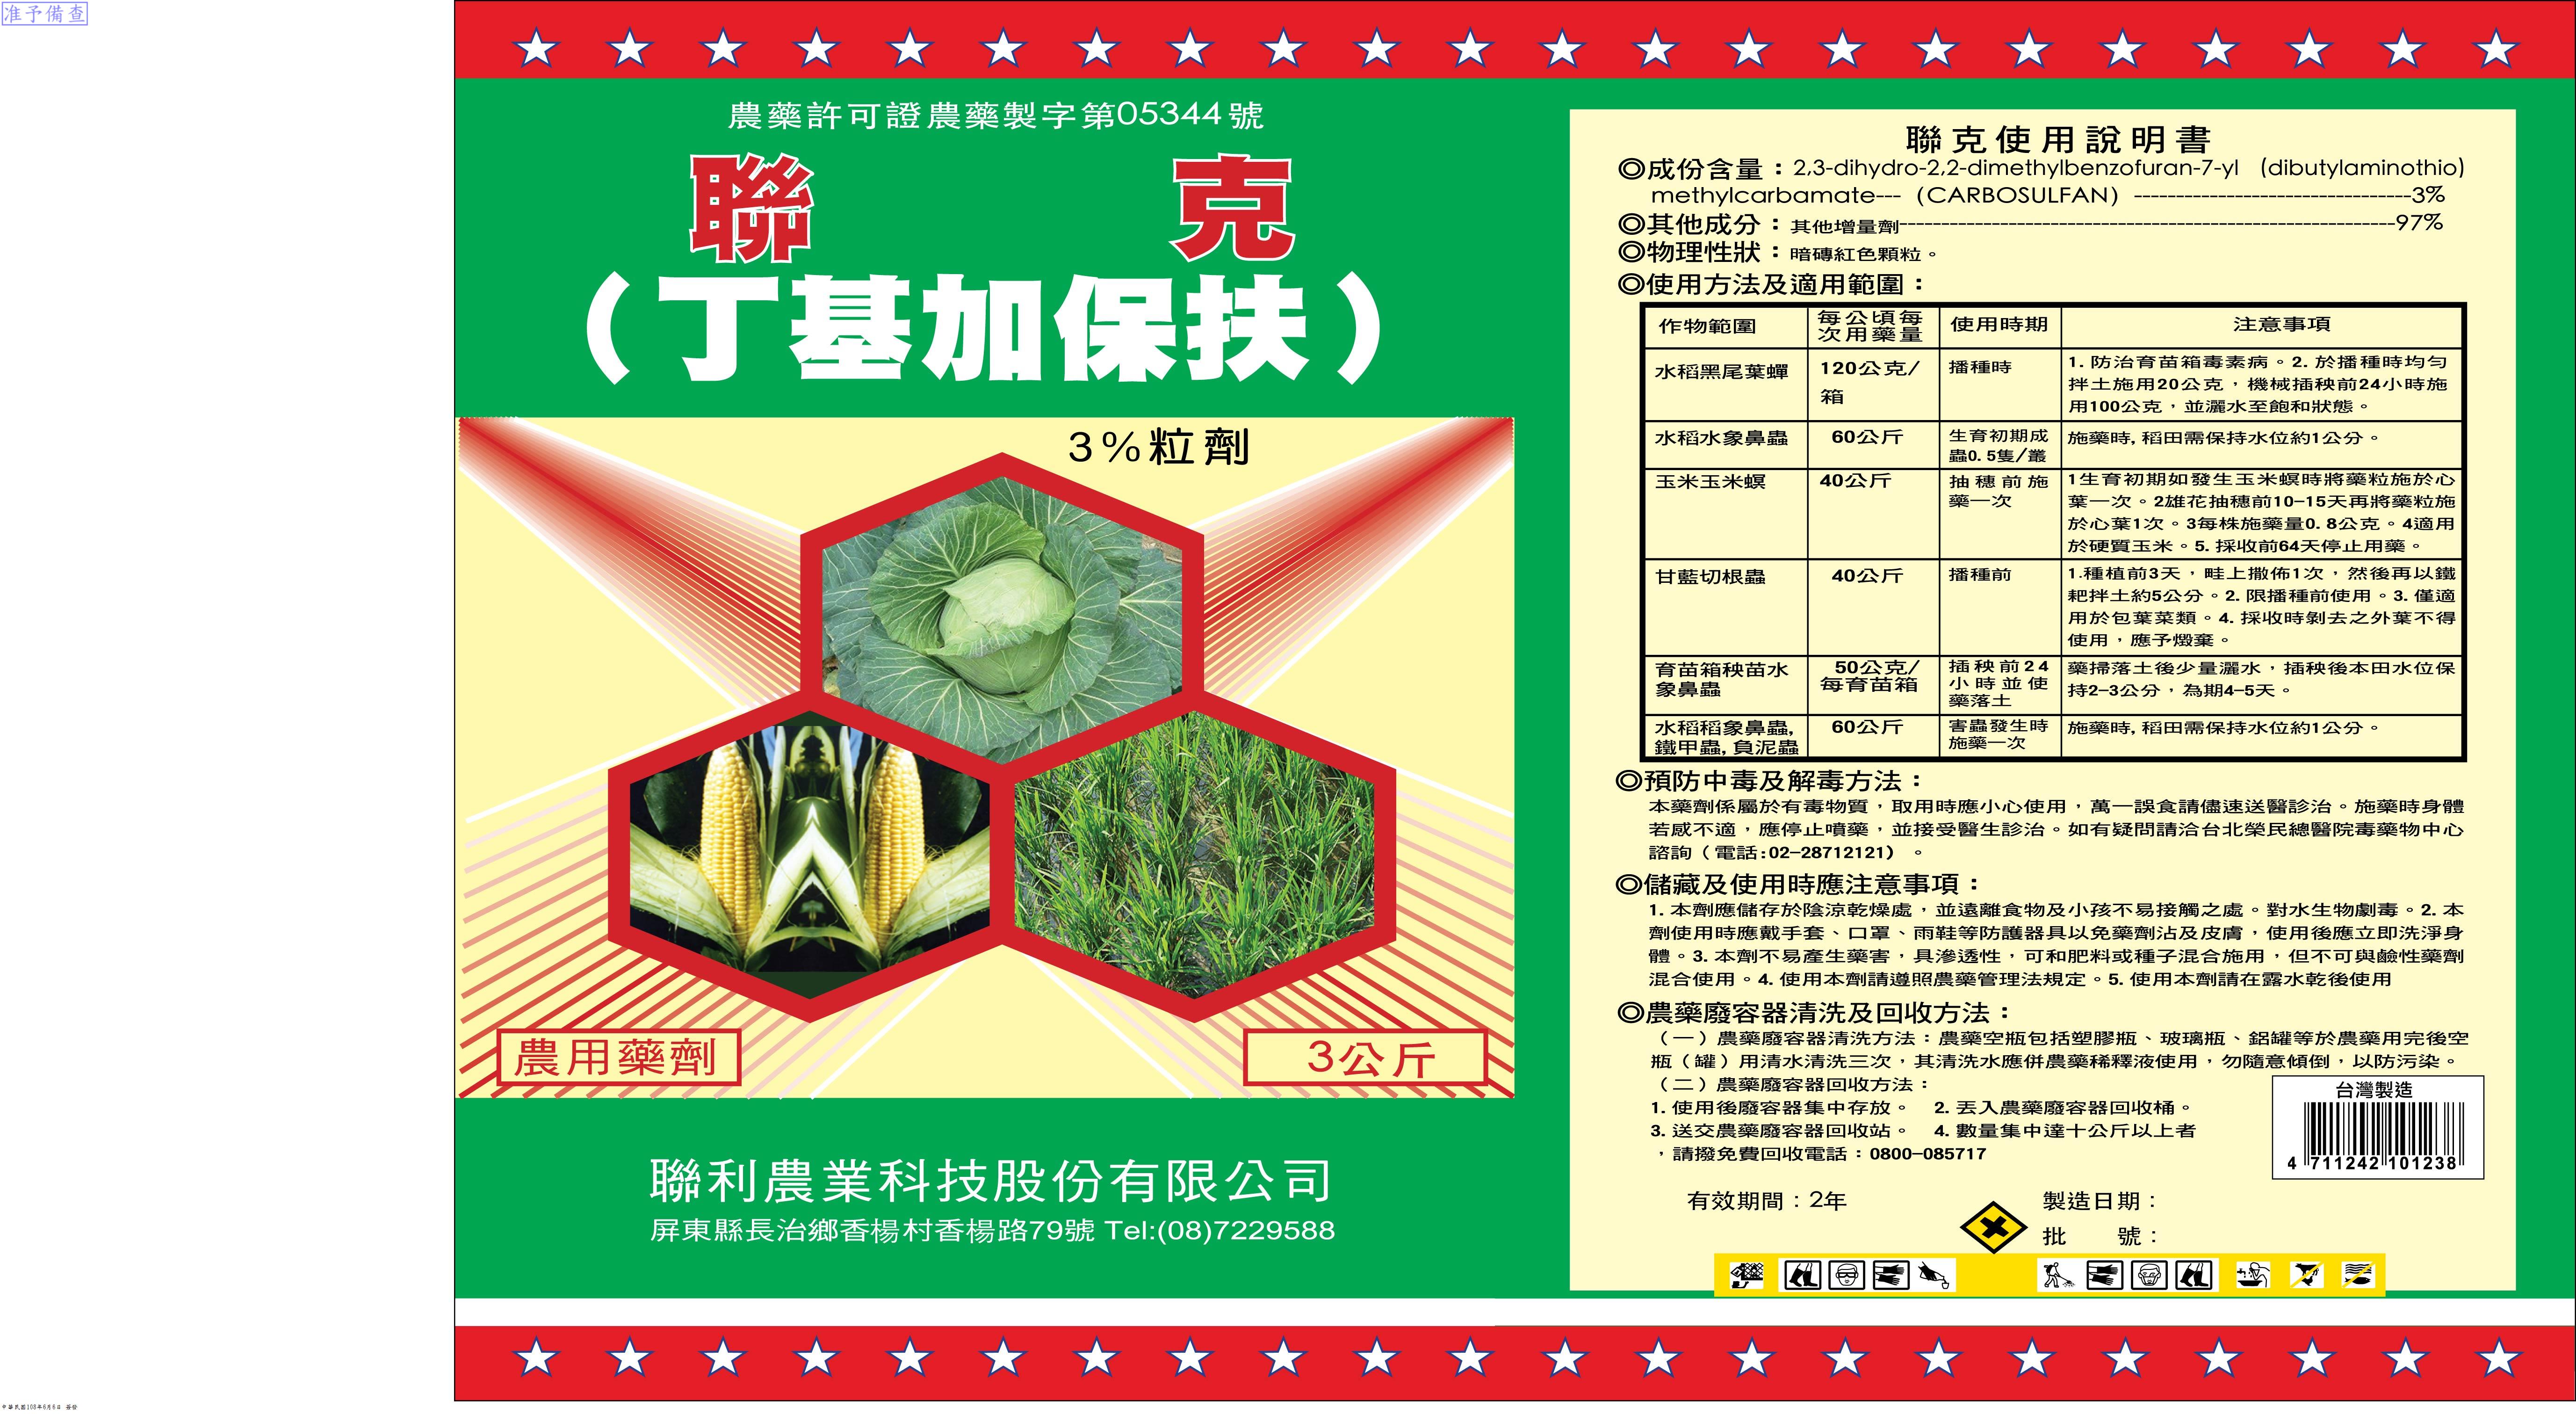 准予備查
農藥許可證農藥製字第05344號
聯 克
（丁基加保扶）
3%粒劑
農用藥劑
3公斤
聯利農業科技股份有限公司
屏東縣長治鄉香楊村香楊路79號 Tel:(08)7229588
聯克使用說明書
◎成份含量：2,3-dihydro-2,2-dimethylbenzofuran-7-yl (dibutylaminothio)
methylcarbamate---（CARBOSULFAN）---------------------------------3%
◎其他成分：其他增量劑------------------------------------------------------------97%
◎物理性狀：暗磚紅色顆粒。
◎使用方法及適用範圍：
作物範圍 每公頃每次用藥量 使用時期 注意事項
水稻黑尾葉蟬 120公克/箱 播種時 1. 防治育苗箱毒素病。2. 於播種時均勻
拌土施用20公克，機械插秧前24小時施
用100公克，並灑水至飽和狀態。
水稻水象鼻蟲 60公斤 生育初期成蟲0.5隻/叢 施藥時, 稻田需保持水位約1公分。
玉米玉米螟 40公斤 抽穗前施藥一次 1生育初期如發生玉米螟時將藥粒施於心
葉一次。2雄花抽穗前10-15天再將藥粒施
於心葉1次。3每株施藥量0.8公克。4適用
於硬質玉米。5. 採收前64天停止用藥。
甘藍切根蟲 40公斤 播種前 1.種植前3天，畦上撒佈1次，然後再以鐵
耙拌土約5公分。2. 限播種前使用。3. 僅適
用於包葉菜類。4. 採收時剝去之外葉不得
使用，應予燬棄。
育苗箱秧苗水象鼻蟲 50公克/每育苗箱 插秧前24小時並使藥落土 藥掃落土後少量灑水，插秧後本田水位保
持2-3公分，為期4-5天。
水稻稻象鼻蟲,鐵甲蟲,負泥蟲 60公斤 害蟲發生時施藥一次 施藥時, 稻田需保持水位約1公分。
◎預防中毒及解毒方法：
本藥劑係屬於有毒物質，取用時應小心使用，萬一誤食請儘速送醫診治。施藥時身體
若感不適，應停止噴藥，並接受醫生診治。如有疑問請洽台北榮民總醫院毒藥物中心
諮詢（電話:02-28712121）。
◎儲藏及使用時應注意事項：
1. 本劑應儲存於陰涼乾燥處，並遠離食物及小孩不易接觸之處。對水生物劇毒。2. 本
劑使用時應戴手套、口罩、雨鞋等防護器具以免藥劑沾及皮膚，使用後應立即洗淨身
體。3. 本劑不易產生藥害，具滲透性，可和肥料或種子混合施用，但不可與鹼性藥劑
混合使用。4. 使用本劑請遵照農藥管理法規定。5. 使用本劑請在露水乾後使用
◎農藥廢容器清洗及回收方法：
（一）農藥廢容器清洗方法：農藥空瓶包括塑膠瓶、玻璃瓶、鋁罐等於農藥用完後空
瓶（罐）用清水清洗三次，其清洗水應併農藥稀釋液使用，勿隨意傾倒，以防污染。
（二）農藥廢容器回收方法：
1. 使用後廢容器集中存放。 2. 丟入農藥廢容器回收桶。
3. 送交農藥廢容器回收站。 4. 數量集中達十公斤以上者
，請撥免費回收電話：0800-085717
台灣製造
4 711242 101238
有效期間：2年
製造日期：
批 號：
中華民國108年6月6日